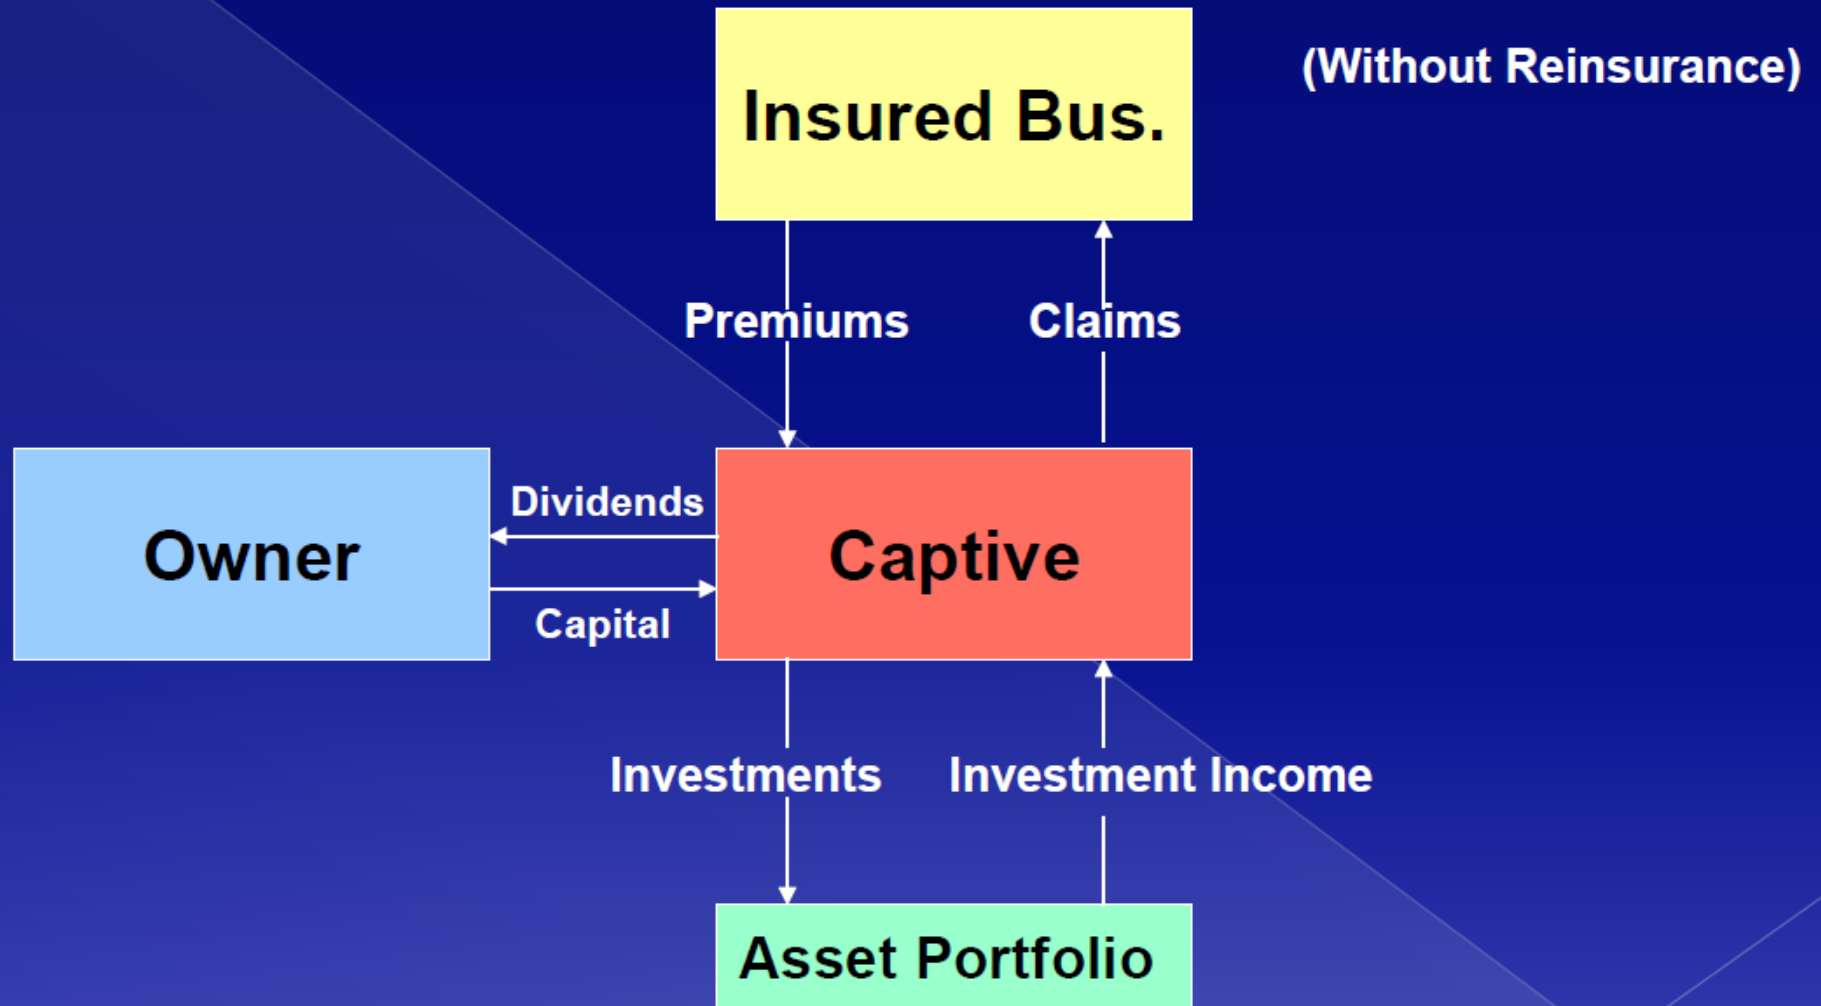 (Without Reinsurance)
Insured Bus.
Premiums
Claims
Owner
Dividends
Capital
Captive
Investments
Investment Income
Asset Portfolio